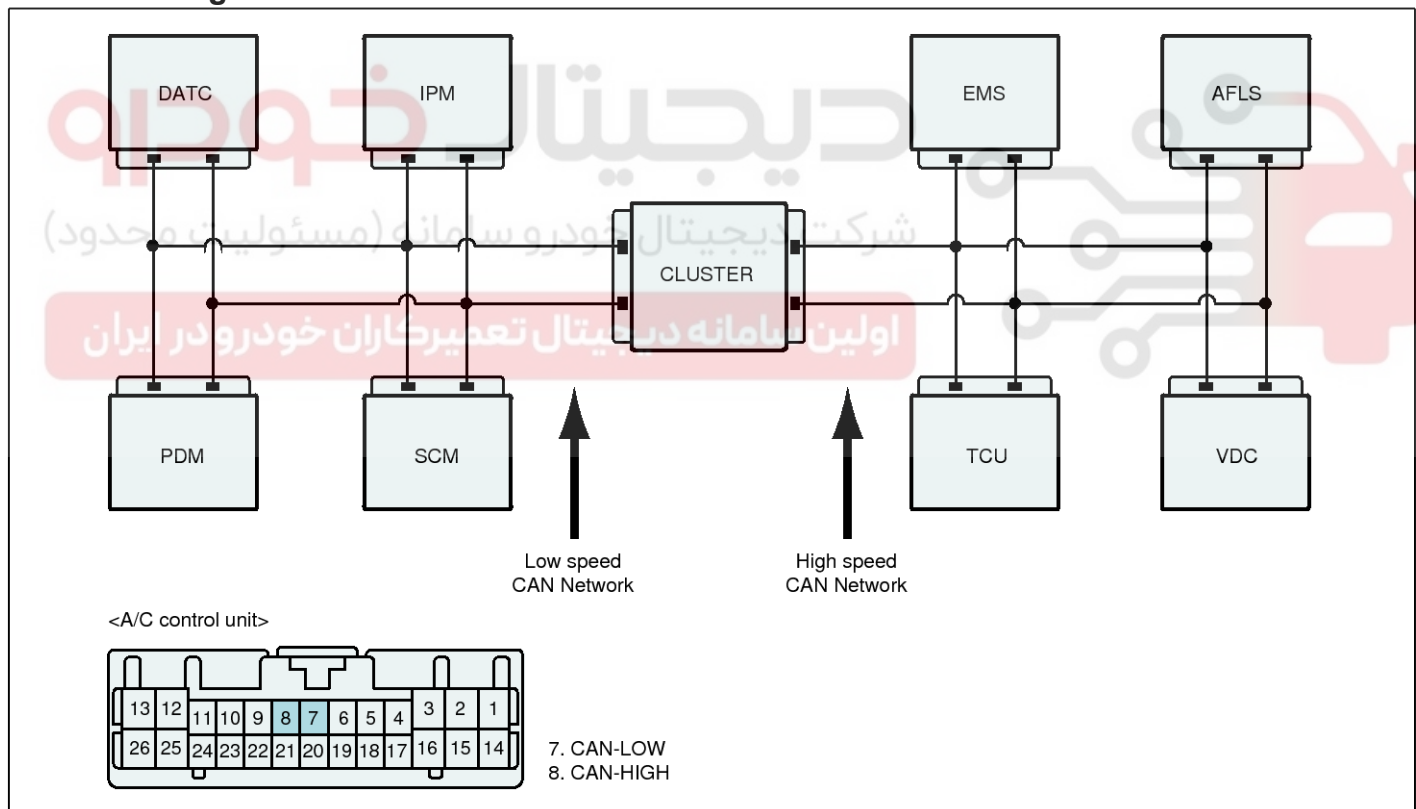 DATC
IPM
EMS
AFLS
دیجیتال خودرو
شرکت دیجیتال خودرو سامانه (مسئولیت محدود)
CLUSTER
اولین سامانه دیجیتال تعمیرکاران خودرو در ایران
PDM
SCM
TCU
VDC
Low speed
CAN Network
High speed
CAN Network
<A/C control unit>
13 12 11 10 9 8 7 6 5 4 3 2 1
26 25 24 23 22 21 20 19 18 17 16 15 14
7. CAN-LOW
8. CAN-HIGH